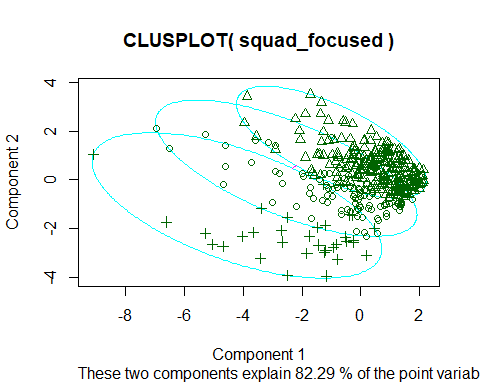 CLUSPLOT( squad_focused )
Component 2
4
2
0
-2
-4
-8
-6
-4
-2
0
2
Component 1
These two components explain 82.29 % of the point variab